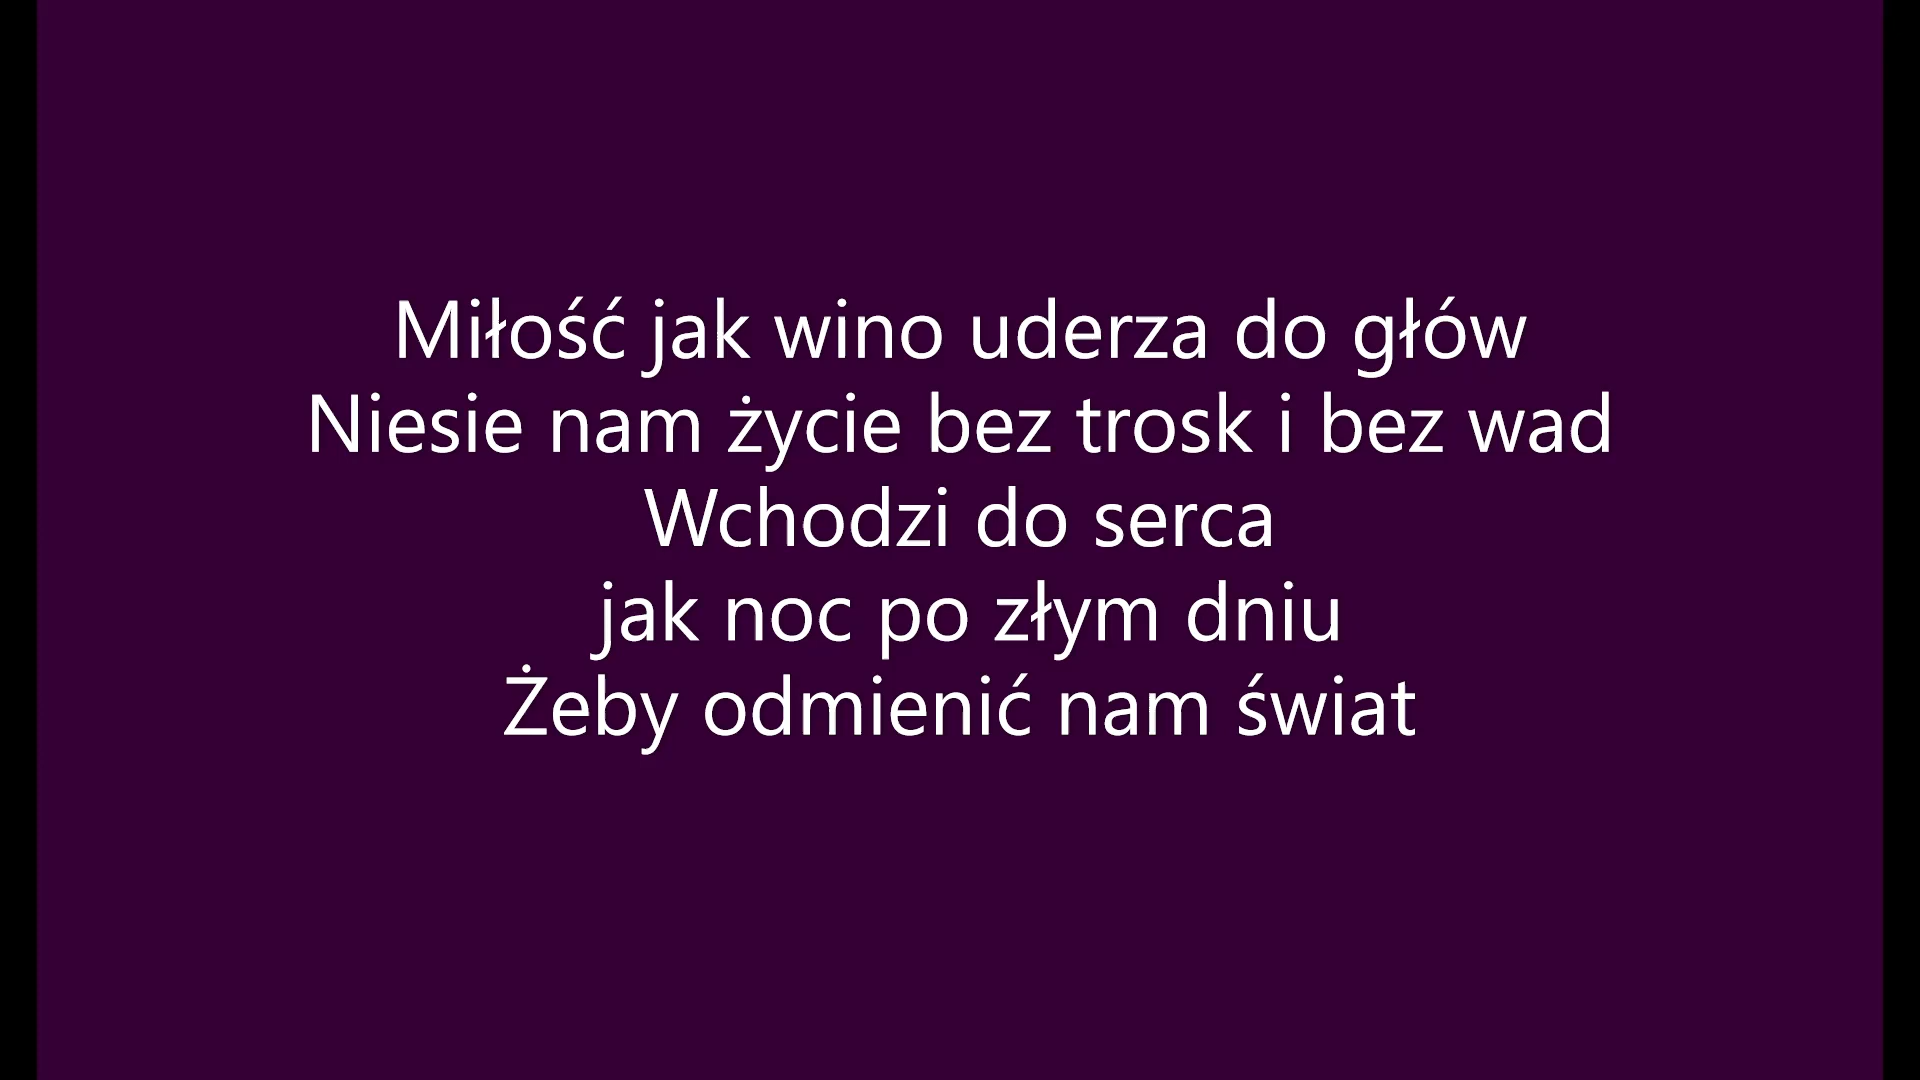 Miłość jak wino uderza do głów
Niesie nam życie bez trosk i bez wad
Wchodzi do serca
jak noc po złym dniu
Żeby odmienić nam świat